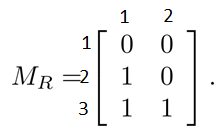 1 2
1 0 0
M_R = 2 1 0 .
3 1 1